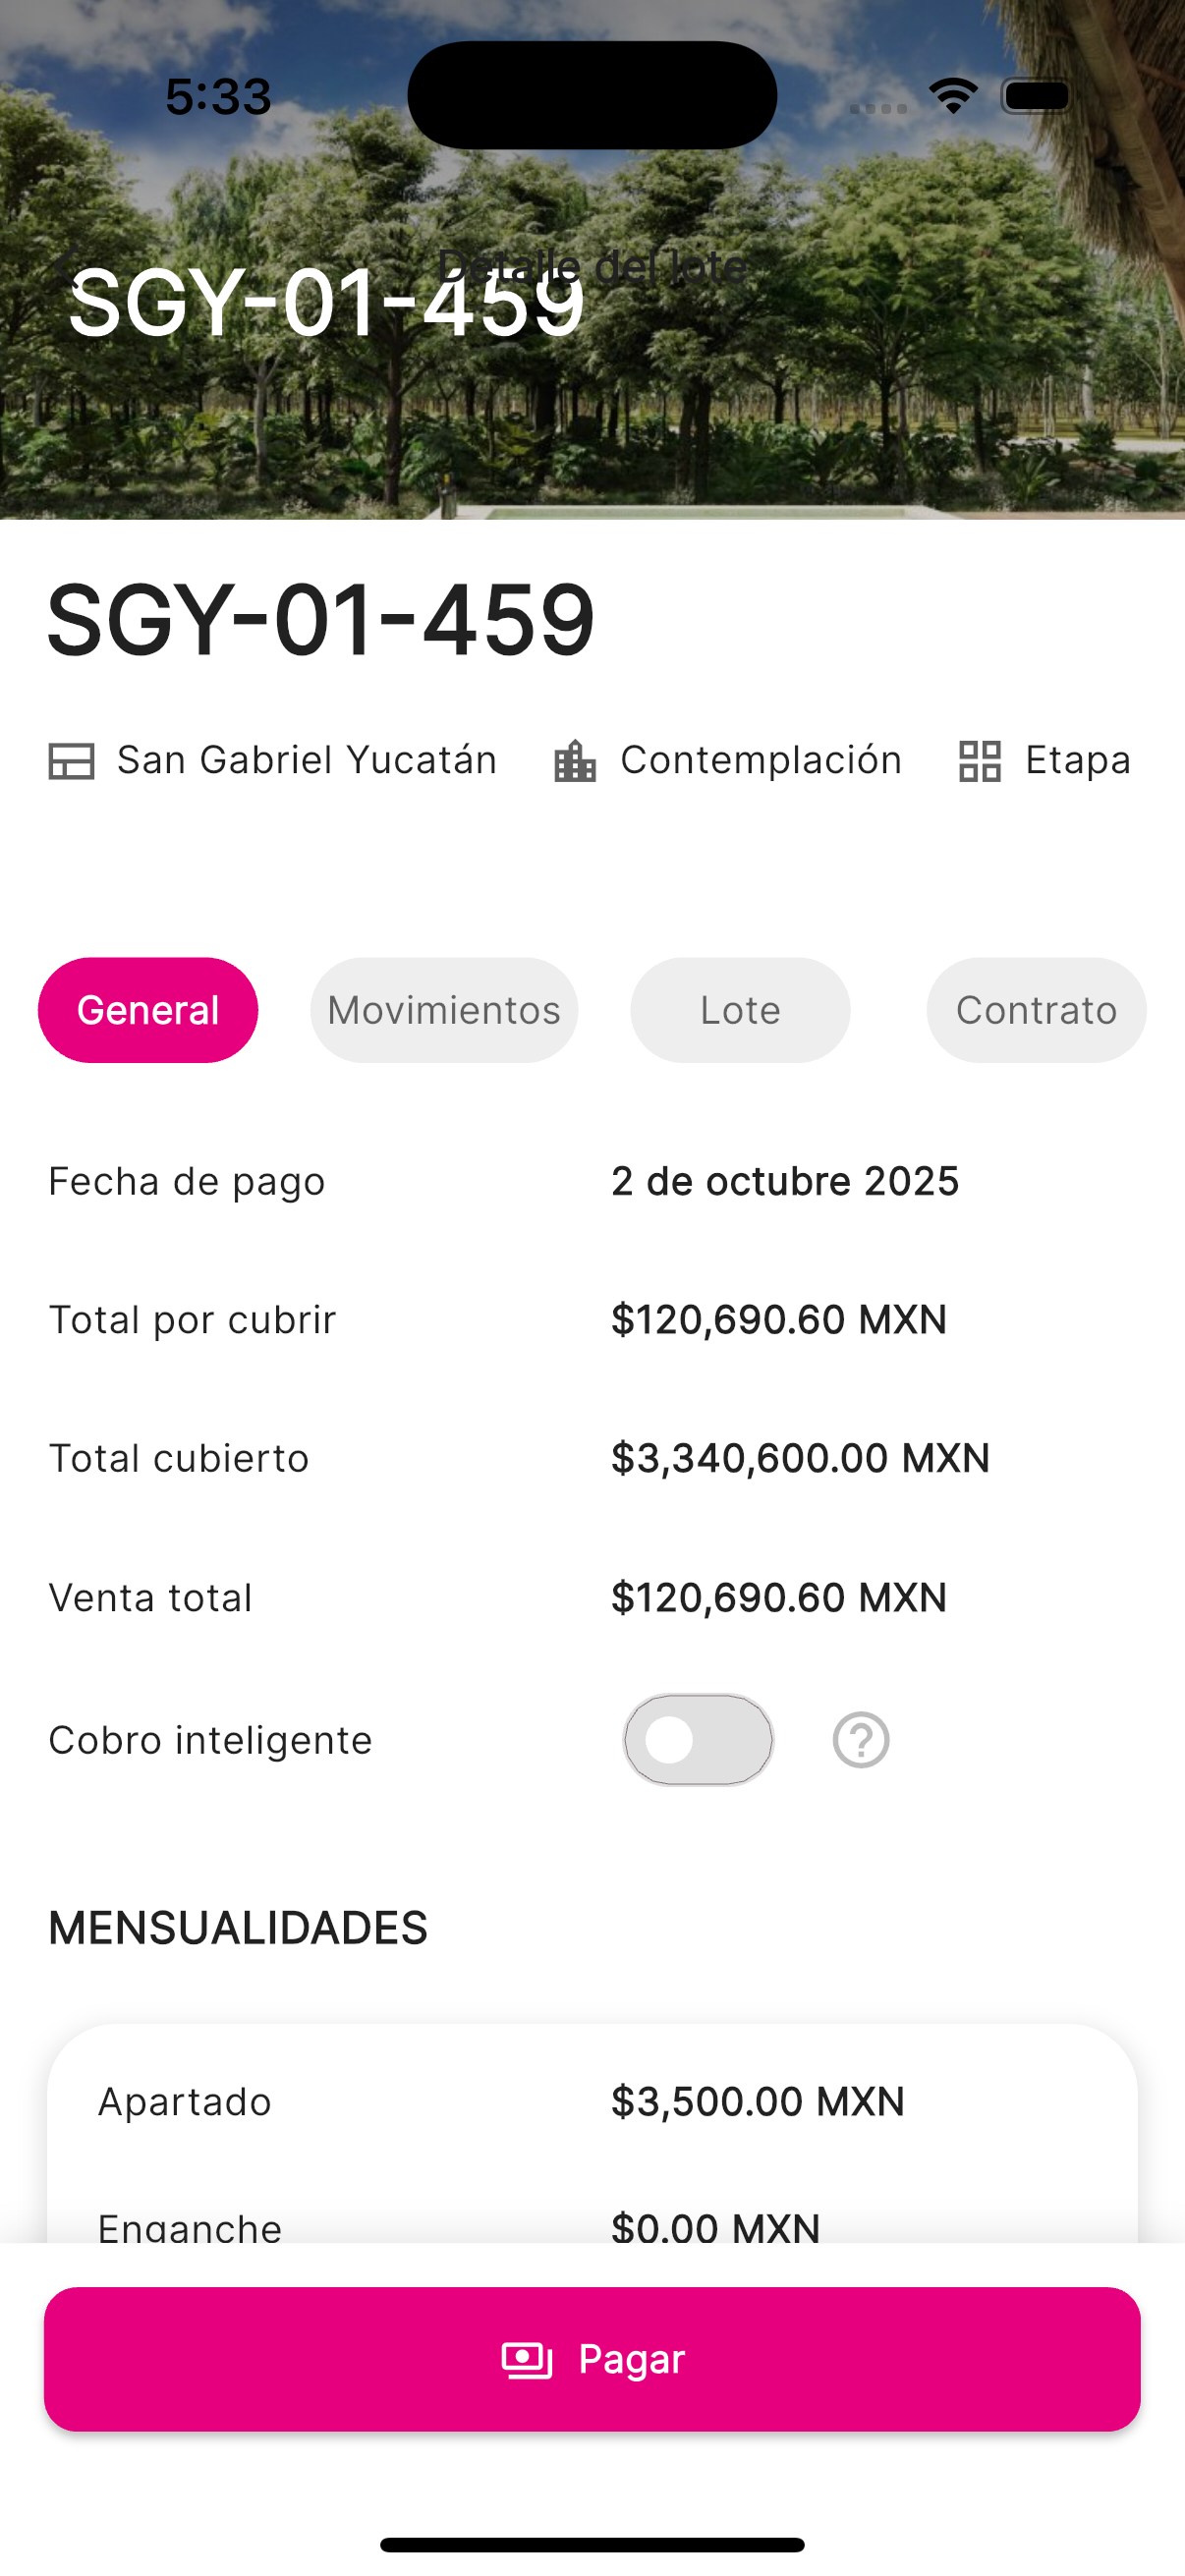 5:33
Detalle del lote
SGY-01-459
SGY-01-459
San Gabriel Yucatán Contemplación Etapa
General Movimientos Lote Contrato
Fecha de pago 2 de octubre 2025
Total por cubrir $120,690.60 MXN
Total cubierto $3,340,600.00 MXN
Venta total $120,690.60 MXN
Cobro inteligente
MENSUALIDADES
Apartado $3,500.00 MXN
Enganche $0.00 MXN
Pagar